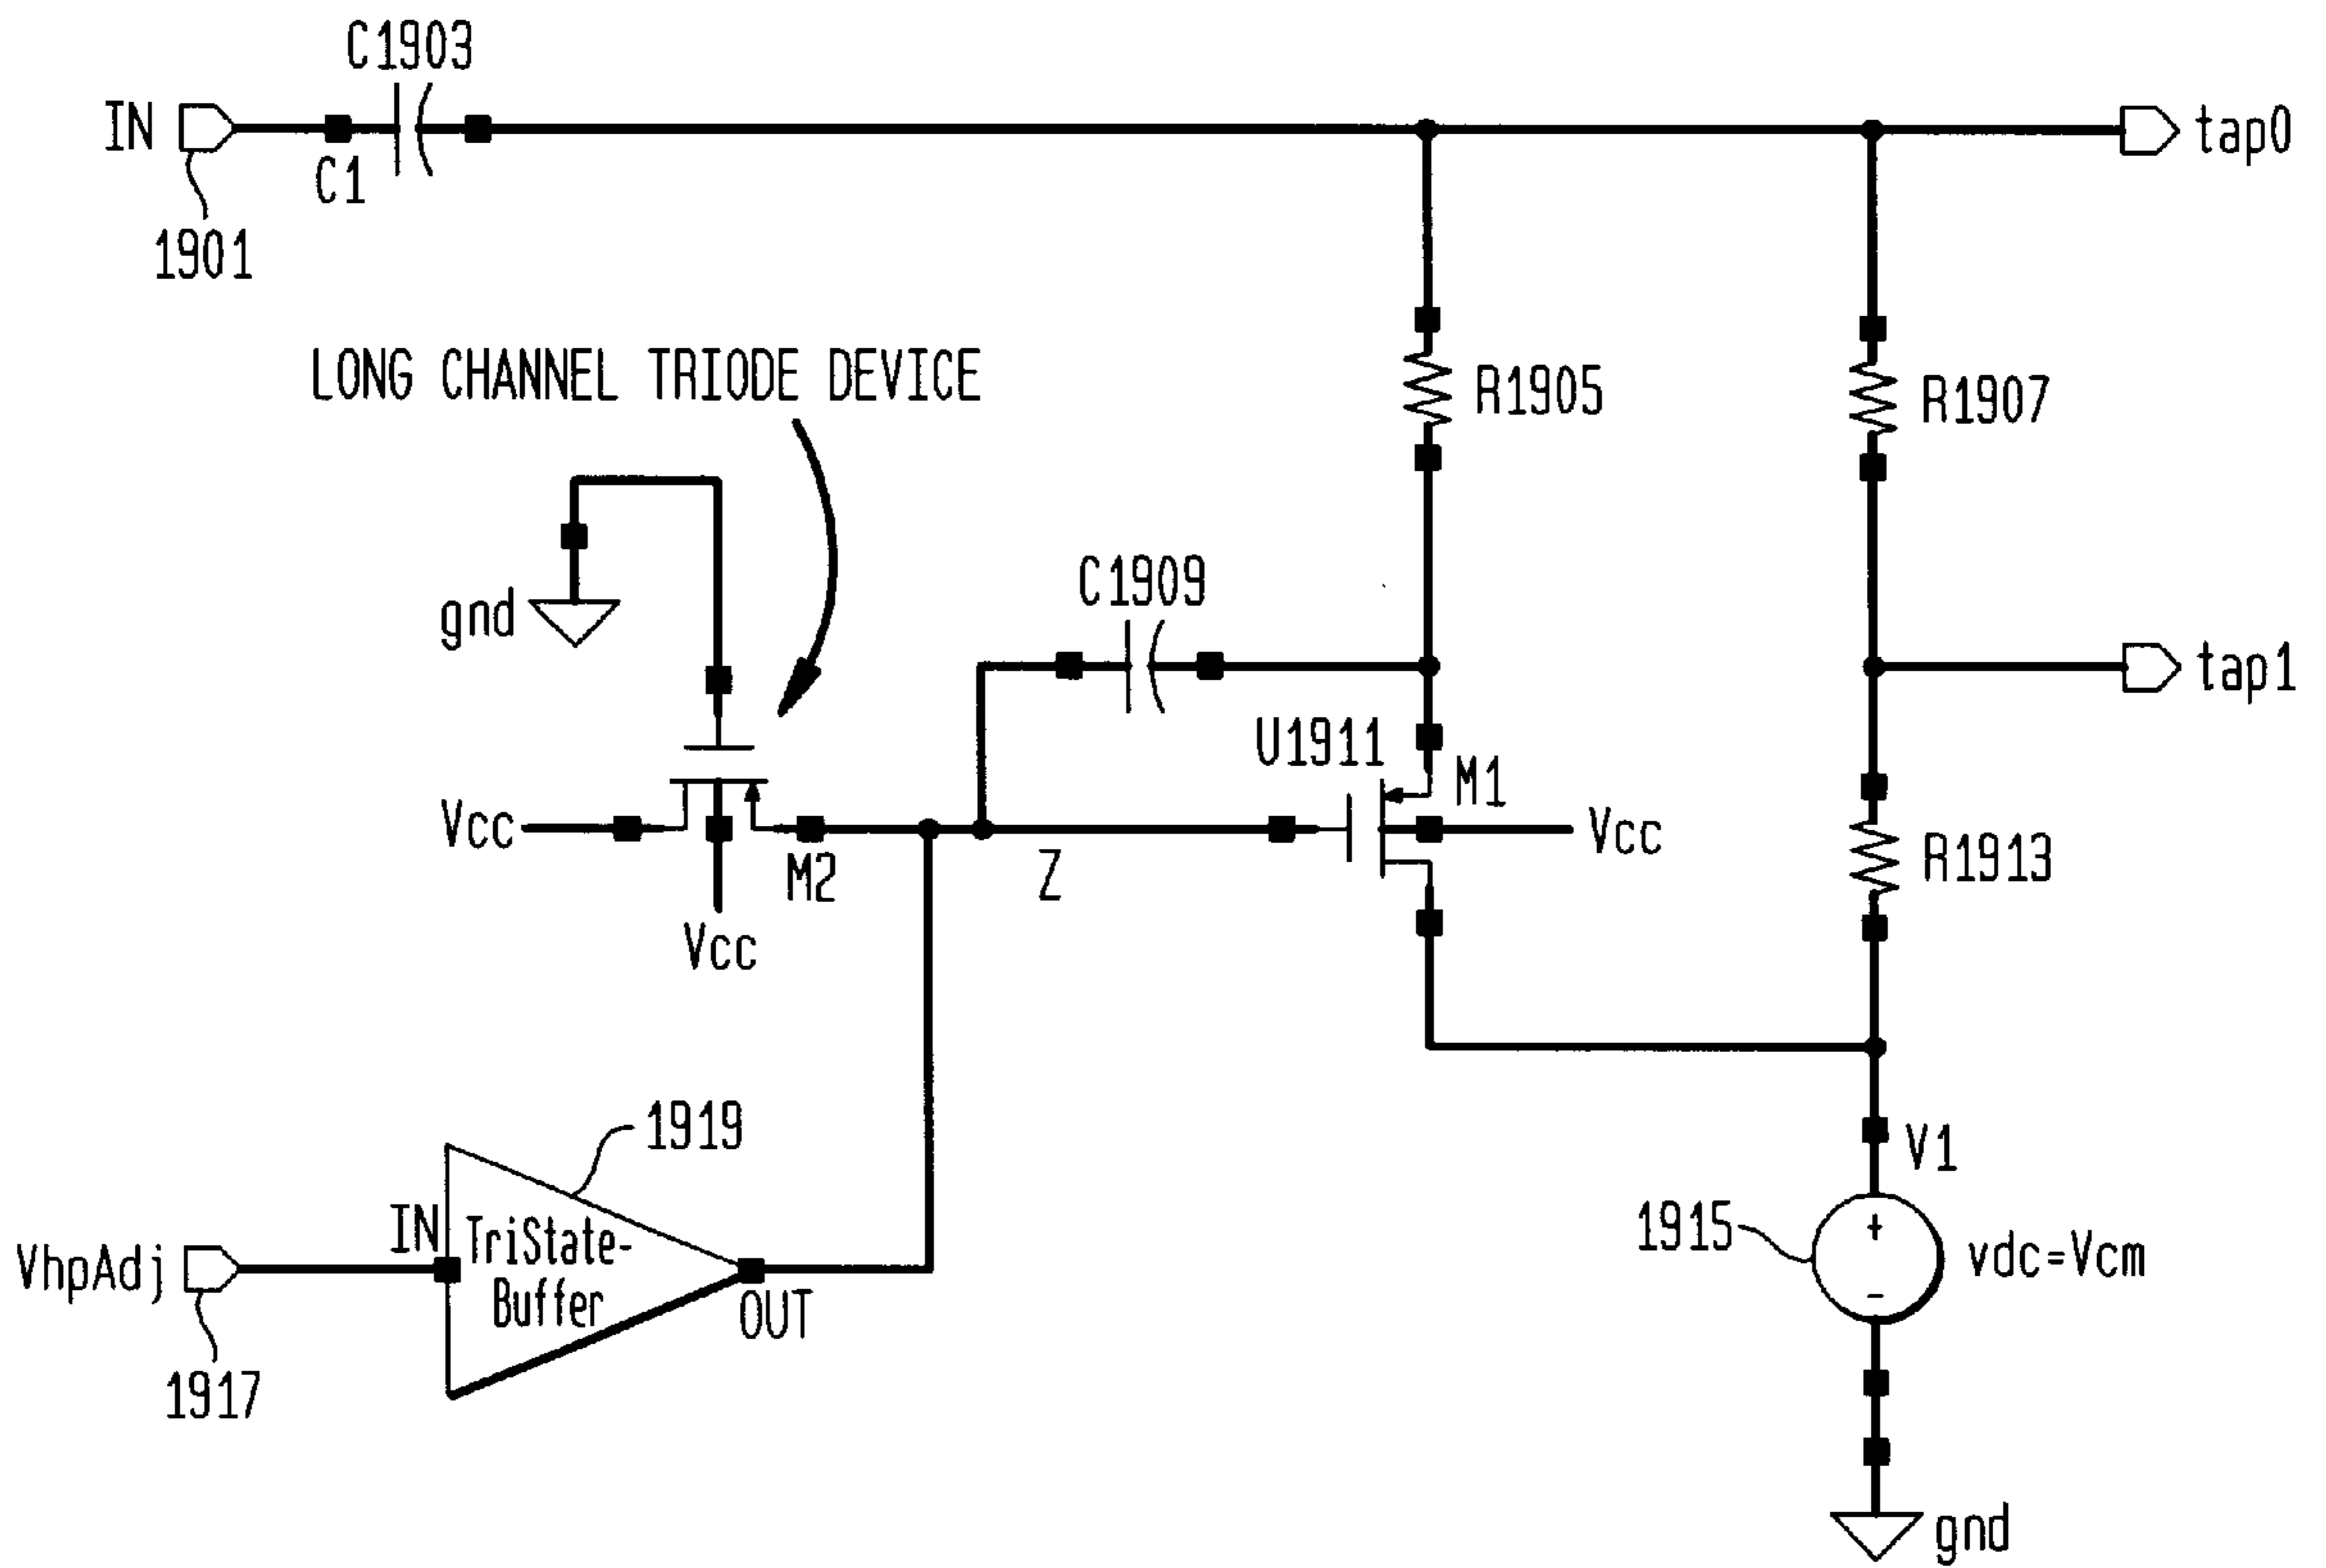 C1903
IN
C1
1901
tap0
LONG CHANNEL TRIODE DEVICE
R1905
R1907
gnd
C1909
tap1
U1911
M1
Vcc
M2
Vcc
Z
Vcc
R1913
1919
V1
1915
vdc=Vcm
VhpAdj
IN
TriState-
Buffer
OUT
1917
gnd